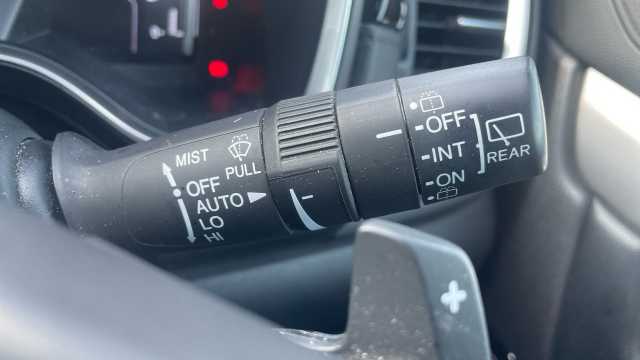 MIST
OFF
AUTO
LO
HI
PULL
-OFF
-INT
-ON
REAR
+